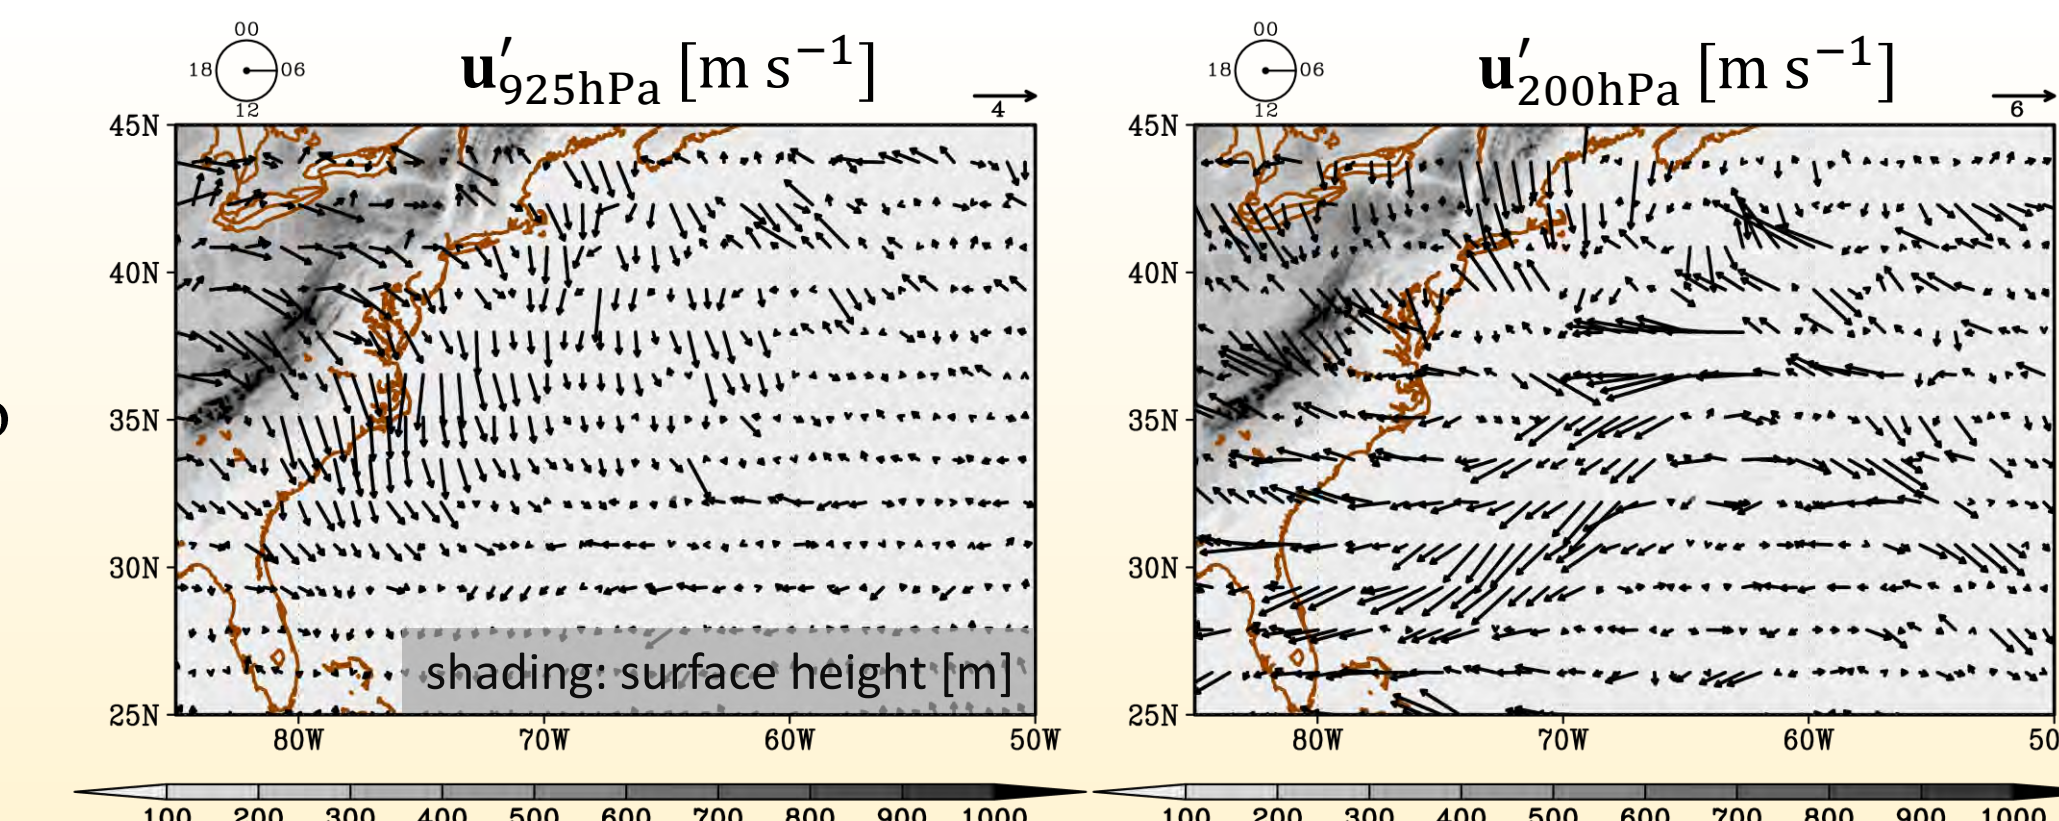 00
18 06
12
u′925hPa [m s−1]
4
45N
40N
35N
30N
25N
80W 70W 60W 50W
shading: surface height [m]
100 200 300 400 500 600 700 800 900 1000
00
18 06
12
u′200hPa [m s−1]
6
45N
40N
35N
30N
25N
80W 70W 60W 50
100 200 300 400 500 600 700 800 900 1000